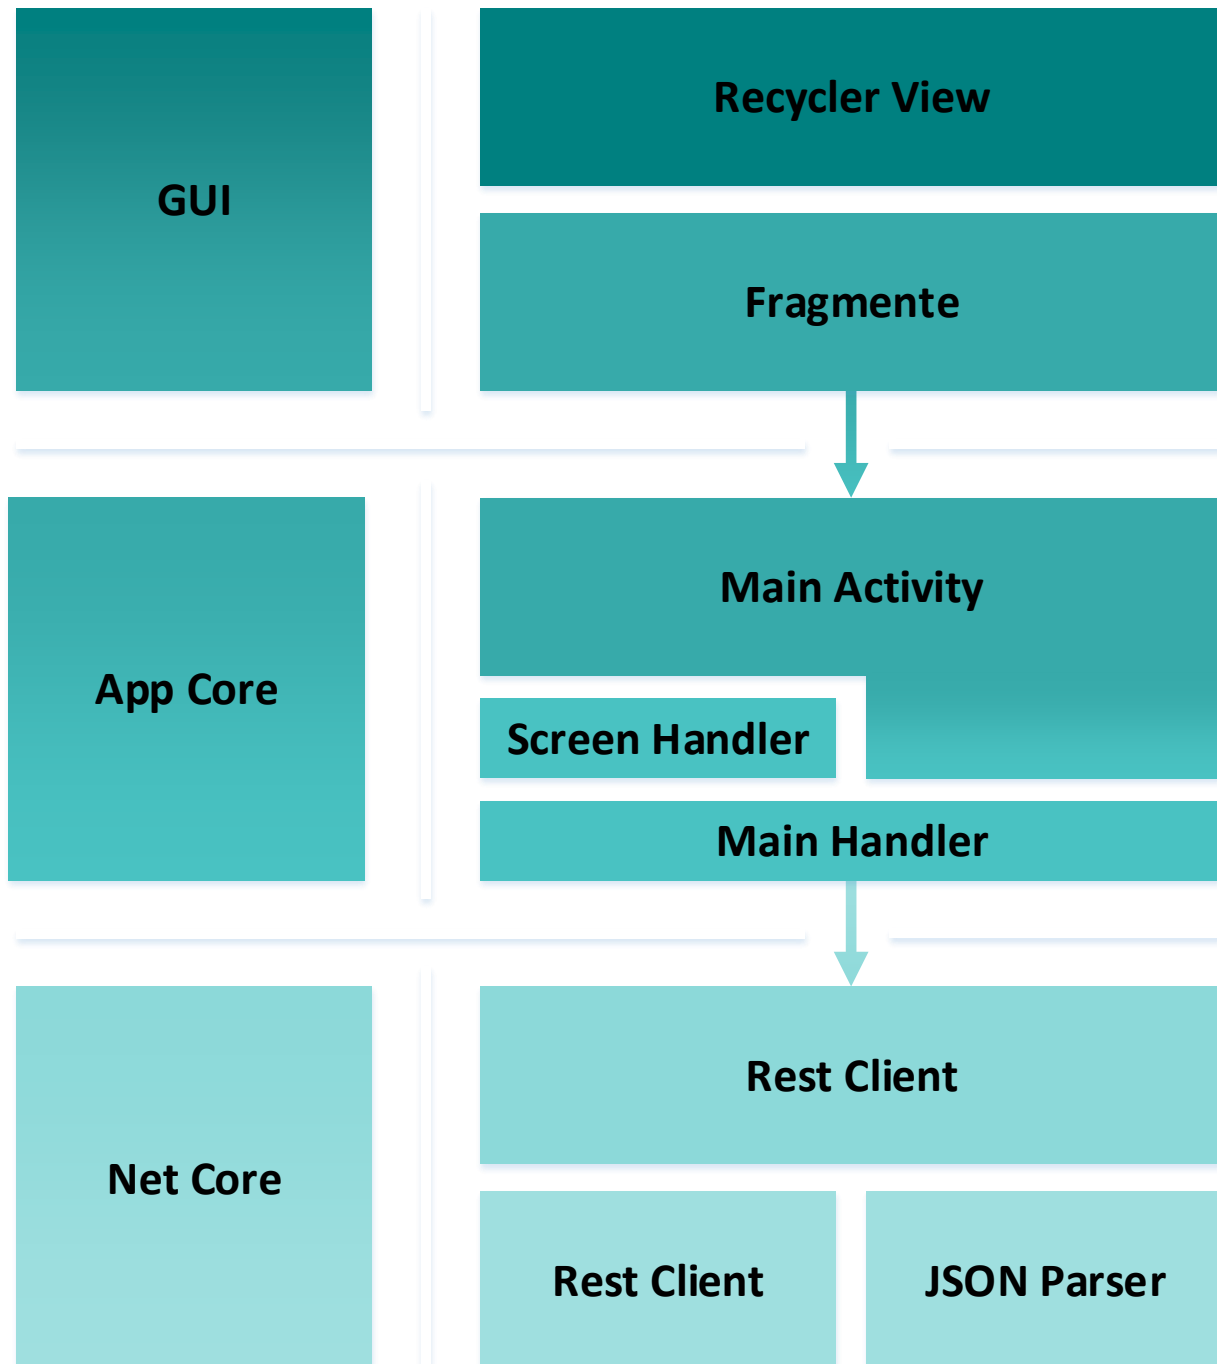 GUI
Recycler View
Fragmente
App Core
Main Activity
Screen Handler
Main Handler
Net Core
Rest Client
Rest Client
JSON Parser